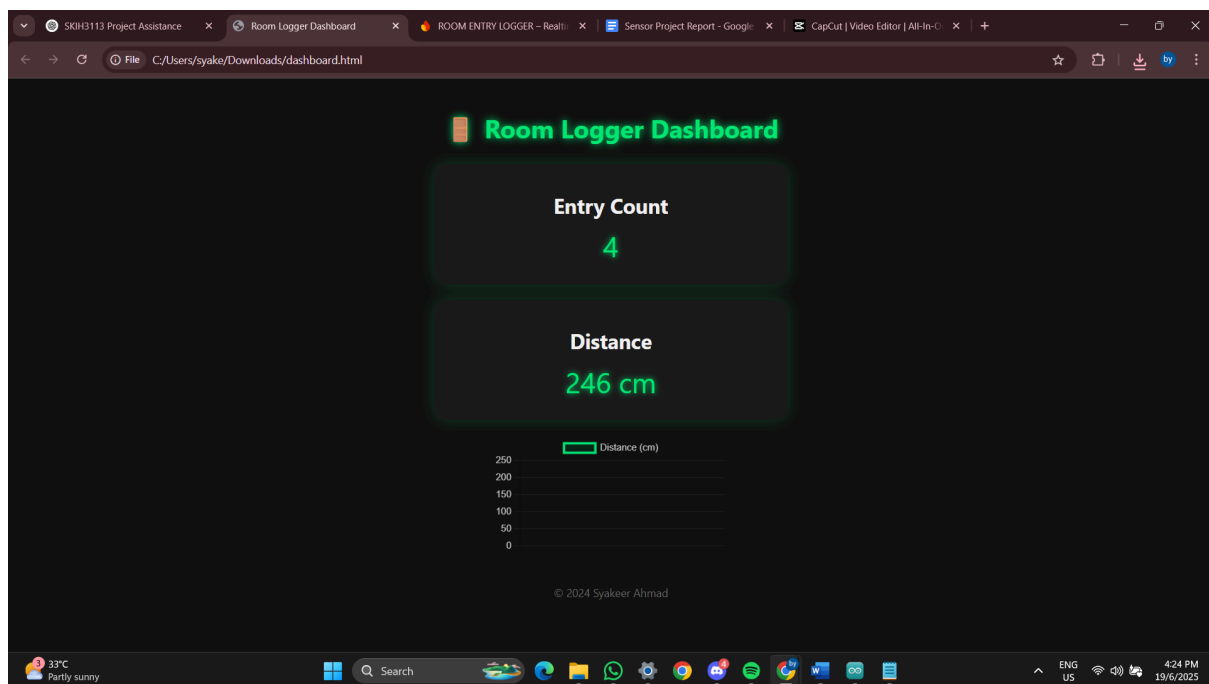 SKIH3113 Project Assistance
Room Logger Dashboard
ROOM ENTRY LOGGER – Realti
Sensor Project Report - Google
CapCut | Video Editor | All-In-O
File
C:/Users/syake/Downloads/dashboard.html
by
Room Logger Dashboard
Entry Count
4
Distance
246 cm
Distance (cm)
250
200
150
100
50
0
© 2024 Syakeer Ahmad
3
33°C
Partly sunny
Search
4
by
ENG
US
4:24 PM
19/6/2025